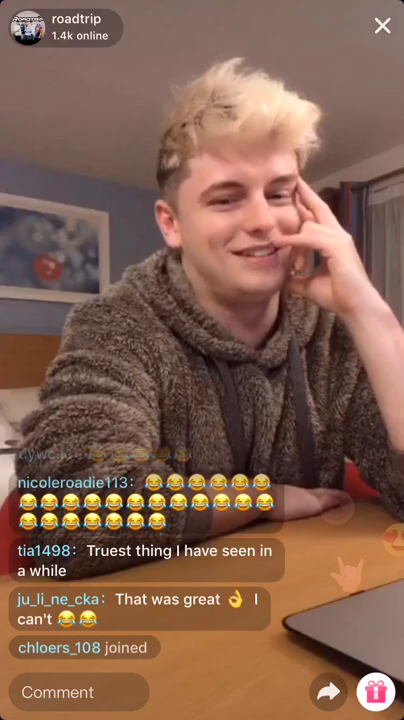 roadtrip
1.4k online
nicoleroadie113: 😂😂😂😂😂😂
😂😂😂😂😂😂😂😂😂😂😂😂
😂😂😂😂😂😂😂
tia1498: Truest thing I have seen in
a while
ju_li_ne_cka: That was great 👌 I
can't 😂😂
chloers_108 joined
Comment